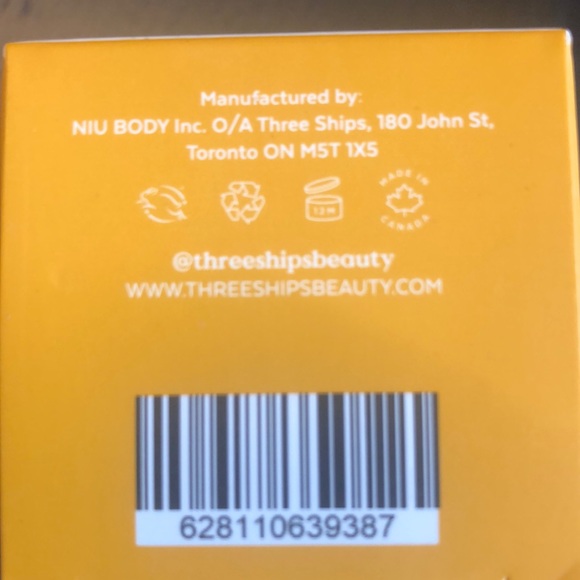 Manufactured by:
NIU BODY Inc. O/A Three Ships, 180 John St,
Toronto ON M5T 1X5
12M
MADE IN
CANADA
@threeshipsbeauty
WWW.THREESHIPSBEAUTY.COM
628110639387